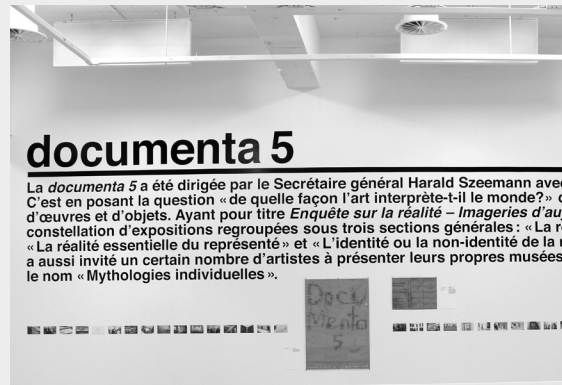 documenta 5
La documenta 5 a été dirigée par le Secrétaire général Harald Szeemann avec
C'est en posant la question « de quelle façon l'art interprète-t-il le monde? »
d'œuvres et d'objets. Ayant pour titre Enquête sur la réalité – Imageries d'auj
constellation d'expositions regroupées sous trois sections générales : « La
« La réalité essentielle du représenté » et « L'identité ou la non-identité de la
a aussi invité un certain nombre d'artistes à présenter leurs propres musées
le nom « Mythologies individuelles ».
Docu
Mento
5